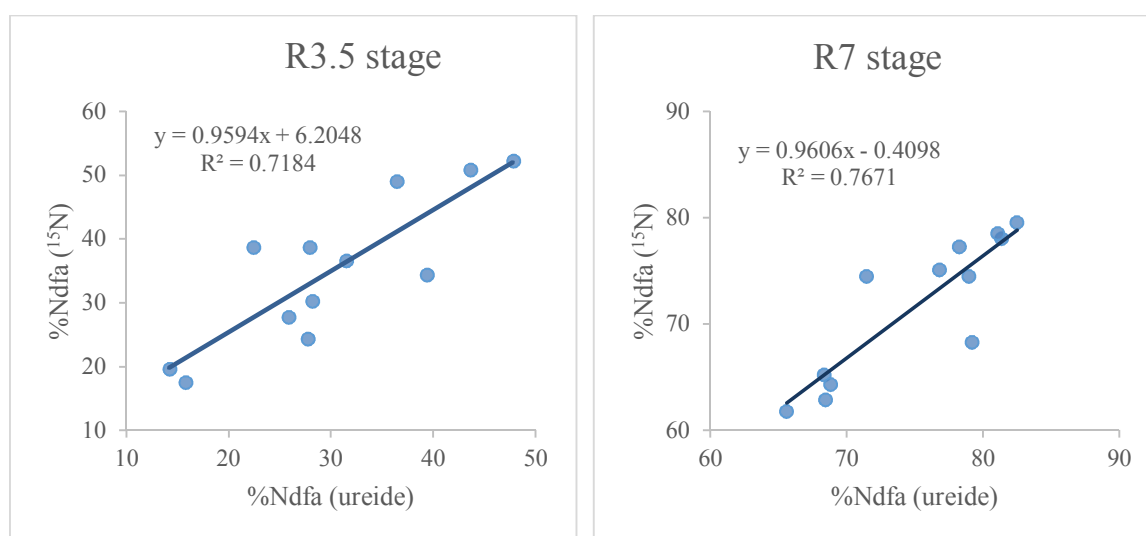 R3.5 stage
y = 0.9594x + 6.2048
R² = 0.7184
60
50
40
30
20
10
%Ndfa (¹⁵N)
10 20 30 40 50
%Ndfa (ureide)
R7 stage
y = 0.9606x - 0.4098
R² = 0.7671
90
80
70
60
%Ndfa (¹⁵N)
60 70 80 90
%Ndfa (ureide)